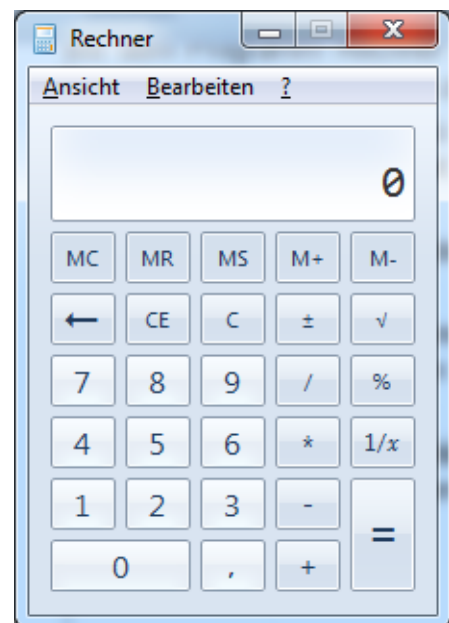 Rechner
Ansicht Bearbeiten ?
0
MC MR MS M+ M-
← CE C ± √
7 8 9 / %
4 5 6 * 1/x
1 2 3 - =
0 , +